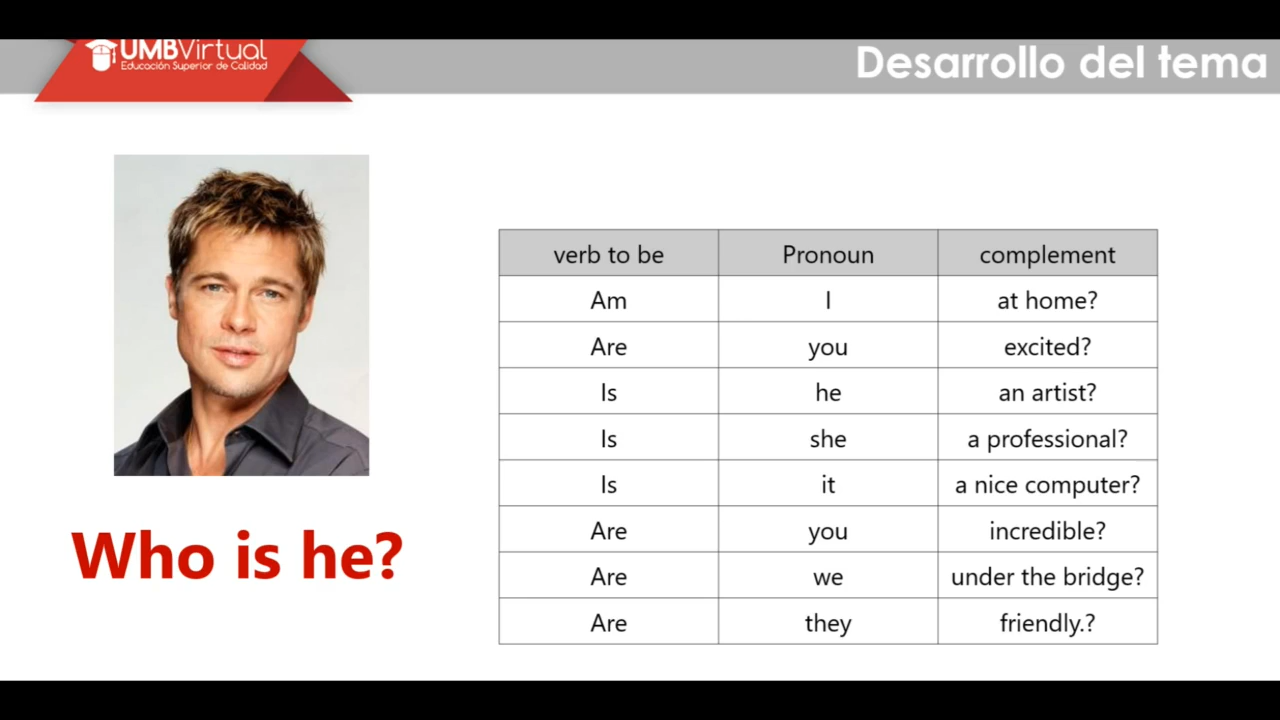 UMBVirtual
Educación Superior de Calidad
Desarrollo del tema
verb to be Pronoun complement
Am I at home?
Are you excited?
Is he an artist?
Is she a professional?
Is it a nice computer?
Are you incredible?
Are we under the bridge?
Are they friendly.?
Who is he?